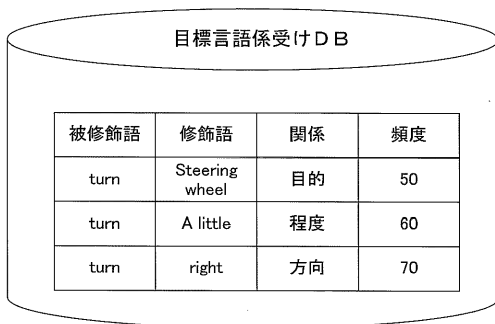 目標言語係受けＤＢ
被修飾語 修飾語 関係 頻度
turn Steering wheel 目的 50
turn A little 程度 60
turn right 方向 70